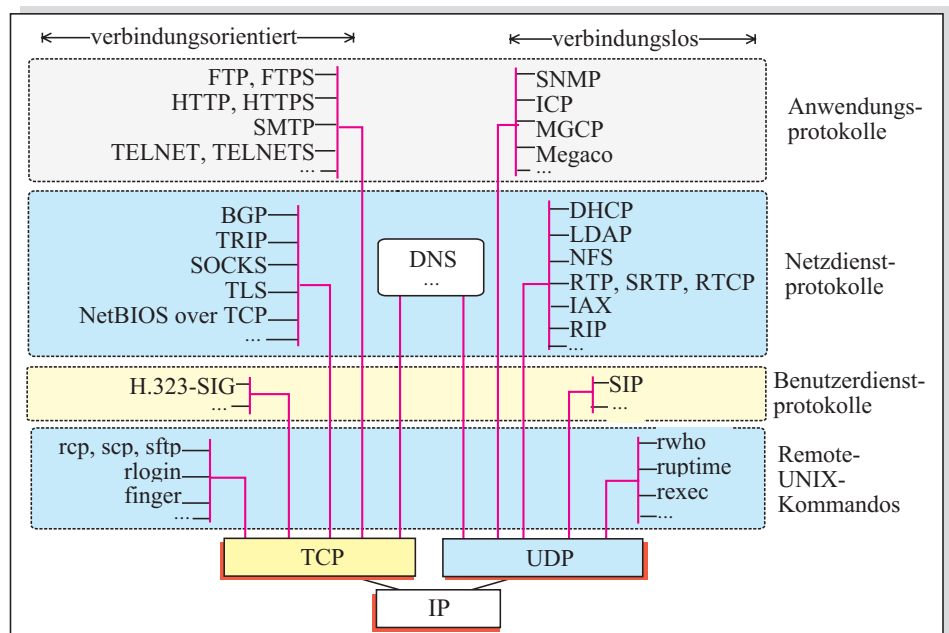 verbindungsorientiert
verbindungslos
FTP, FTPS
HTTP, HTTPS
SMTP
TELNET, TELNETS
...
SNMP
ICP
MGCP
Megaco
...
Anwendungs-
protokolle
BGP
TRIP
SOCKS
TLS
NetBIOS over TCP
...
DNS
...
DHCP
LDAP
NFS
RTP, SRTP, RTCP
IAX
RIP
...
Netzdienst-
protokolle
H.323-SIG
...
SIP
...
Benutzerdienst-
protokolle
rcp, scp, sftp
rlogin
finger
...
rwho
ruptime
rexec
...
Remote-
UNIX-
Kommandos
TCP
UDP
IP